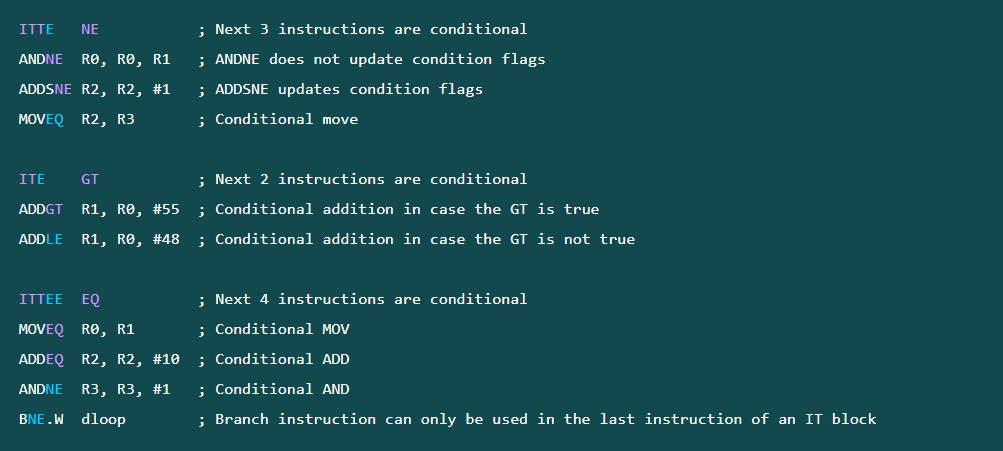 ITTE   NE           ; Next 3 instructions are conditional
ANDNE  R0, R0, R1   ; ANDNE does not update condition flags
ADDSNE R2, R2, #1   ; ADDSNE updates condition flags
MOVEQ  R2, R3       ; Conditional move
ITE    GT           ; Next 2 instructions are conditional
ADDGT  R1, R0, #55  ; Conditional addition in case the GT is true
ADDLE  R1, R0, #48  ; Conditional addition in case the GT is not true
ITTEE  EQ           ; Next 4 instructions are conditional
MOVEQ  R0, R1       ; Conditional MOV
ADDEQ  R2, R2, #10  ; Conditional ADD
ANDNE  R3, R3, #1   ; Conditional AND
BNE.W  dloop        ; Branch instruction can only be used in the last instruction of an IT block